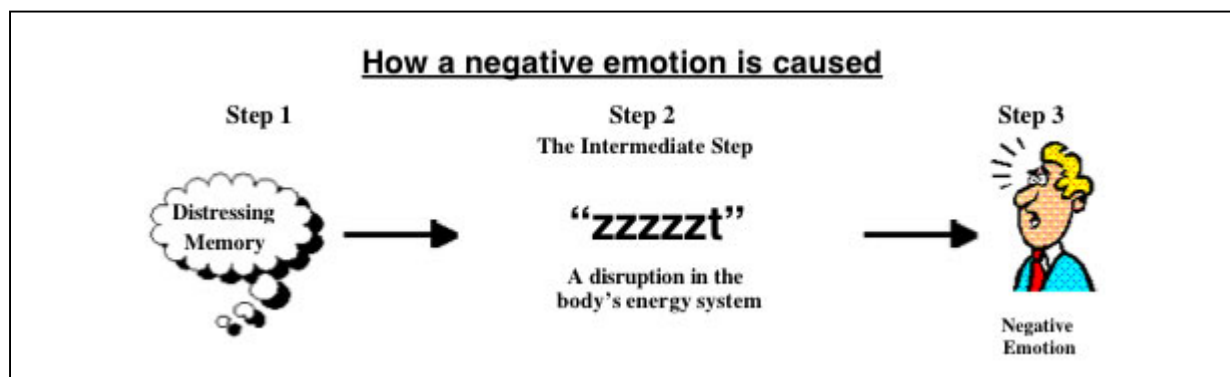 How a negative emotion is caused
Step 1
Step 2
Step 3
The Intermediate Step
Distressing
Memory
“zzzzzt”
A disruption in the
body’s energy system
Negative
Emotion